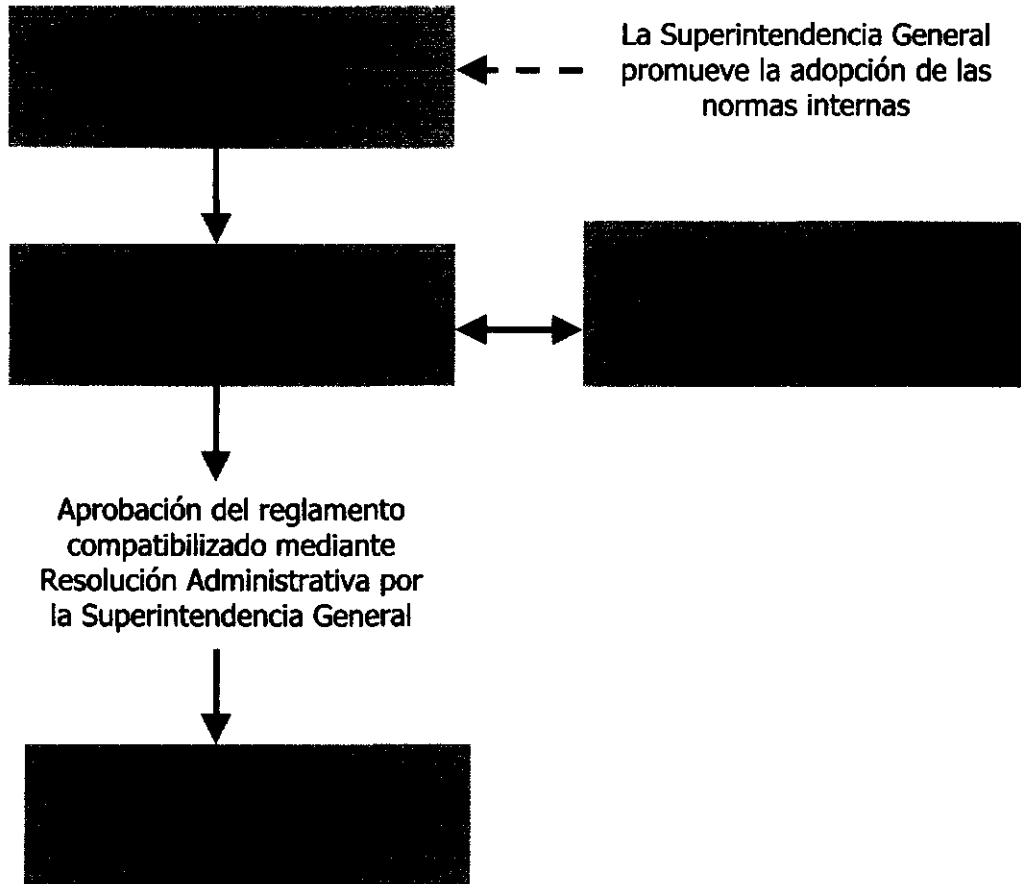 La Superintendencia General
promueve la adopción de las
normas internas
Aprobación del reglamento
compatibilizado mediante
Resolución Administrativa por
la Superintendencia General